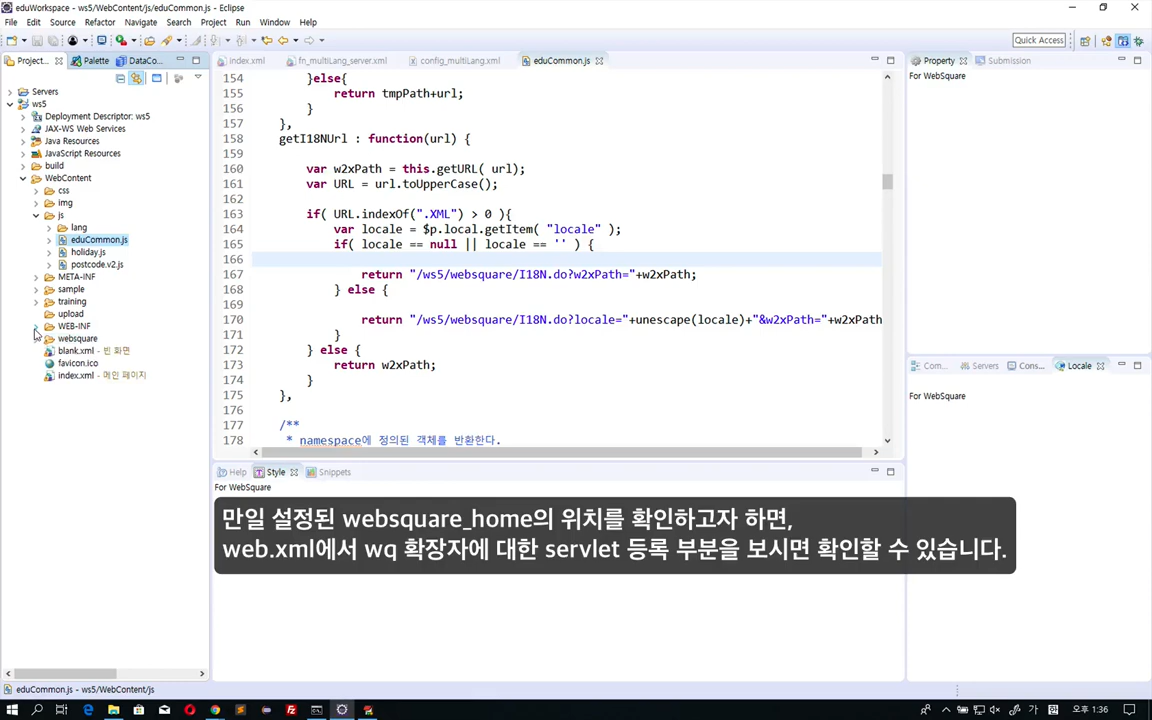 eduWorkspace - ws5/WebContent/js/eduCommon.js - Eclipse
File Edit Source Refactor Navigate Search Project Run Window Help
Quick Access
Project... Palette DataCo...
index.xml fn_multiLang_server.xml config_multiLang.xml eduCommon.js
Property Submission
For WebSquare
Servers
ws5
Deployment Descriptor: ws5
JAX-WS Web Services
Java Resources
JavaScript Resources
build
WebContent
css
img
js
lang
eduCommon.js
holiday.js
postcode.v2.js
META-INF
sample
training
upload
WEB-INF
websquare
blank.xml - 빈 화면
favicon.ico
index.xml - 메인 페이지
154 }else{
155 return tmpPath+url;
156 }
157 },
158 getI18NUrl : function(url) {
159
160 var w2xPath = this.getURL( url);
161 var URL = url.toUpperCase();
162
163 if( URL.indexOf(".XML") > 0 ){
164 var locale = $p.local.getItem( "locale" );
165 if( locale == null || locale == '' ) {
166
167 return "/ws5/websquare/I18N.do?w2xPath="+w2xPath;
168 } else {
169
170 return "/ws5/websquare/I18N.do?locale="+unescape(locale)+"&w2xPath="+w2xPath
171 }
172 } else {
173 return w2xPath;
174 }
175 },
176
177 /**
178 * namespace에 정의된 객체를 반환한다.
Com... Servers Cons... Locale
For WebSquare
Help Style Snippets
For WebSquare
만일 설정된 websquare_home의 위치를 확인하고자 하면,
web.xml에서 wq 확장자에 대한 servlet 등록 부분을 보시면 확인할 수 있습니다.
eduCommon.js - ws5/WebContent/js
가 오후 1:36